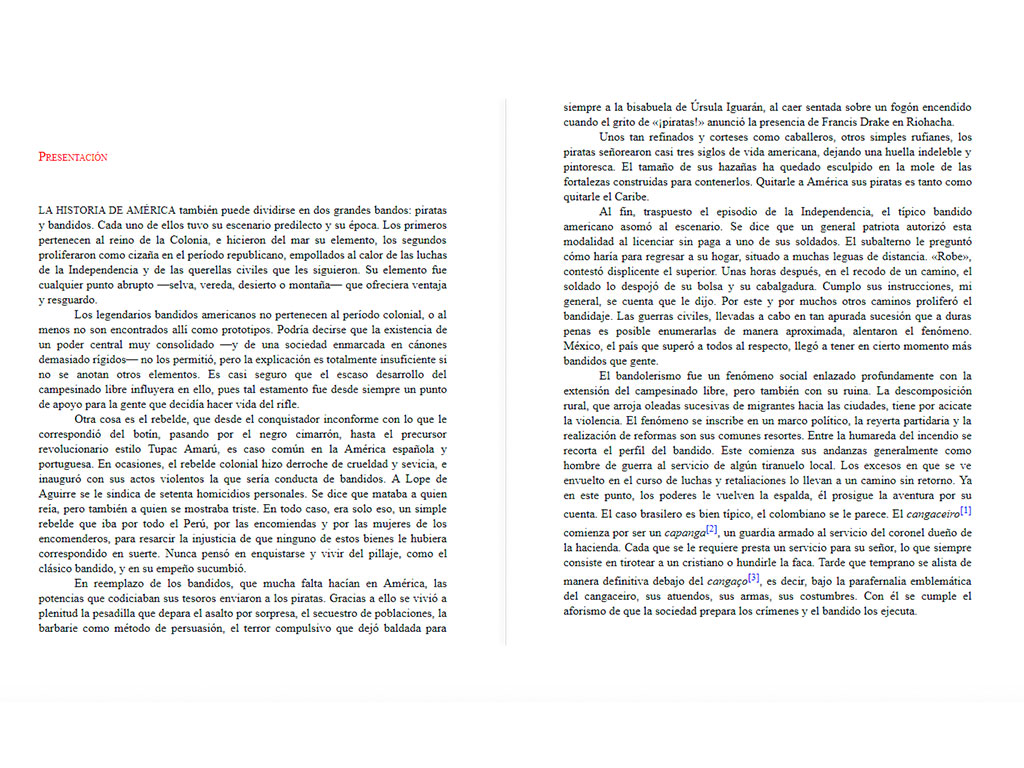 PRESENTACIÓN
LA HISTORIA DE AMÉRICA también puede dividirse en dos grandes bandos: piratas
y bandidos. Cada uno de ellos tuvo su escenario predilecto y su época. Los primeros
pertenecen al reino de la Colonia, e hicieron del mar su elemento, los segundos
proliferaron como cizaña en el período republicano, empollados al calor de las luchas
de la Independencia y de las querellas civiles que les siguieron. Su elemento fue
cualquier punto abrupto —selva, vereda, desierto o montaña— que ofreciera ventaja
y resguardo.
Los legendarios bandidos americanos no pertenecen al período colonial, o al
menos no son encontrados allí como prototipos. Podría decirse que la existencia de
un poder central muy consolidado —y de una sociedad enmarcada en cánones
demasiado rígidos— no los permitió, pero la explicación es totalmente insuficiente si
no se anotan otros elementos. Es casi seguro que el escaso desarrollo del
campesinado libre influyera en ello, pues tal estamento fue desde siempre un punto
de apoyo para la gente que decidía hacer vida del rifle.
Otra cosa es el rebelde, que desde el conquistador inconforme con lo que le
correspondió del botín, pasando por el negro cimarrón, hasta el precursor
revolucionario estilo Tupac Amarú, es caso común en la América española y
portuguesa. En ocasiones, el rebelde colonial hizo derroche de crueldad y sevicia, e
inauguró con sus actos violentos la que sería conducta de bandidos. A Lope de
Aguirre se le sindica de setenta homicidios personales. Se dice que mataba a quien
reía, pero también a quien se mostraba triste. En todo caso, era solo eso, un simple
rebelde que iba por todo el Perú, por las encomiendas y por las mujeres de los
encomenderos, para resarcir la injusticia de que ninguno de estos bienes le hubiera
correspondido en suerte. Nunca pensó en enquistarse y vivir del pillaje, como el
clásico bandido, y en su empeño sucumbió.
En reemplazo de los bandidos, que mucha falta hacían en América, las
potencias que codiciaban sus tesoros enviaron a los piratas. Gracias a ello se vivió a
plenitud la pesadilla que depara el asalto por sorpresa, el secuestro de poblaciones, la
barbarie como método de persuasión, el terror compulsivo que dejó baldada para
siempre a la bisabuela de Úrsula Iguarán, al caer sentada sobre un fogón encendido
cuando el grito de «¡piratas!» anunció la presencia de Francis Drake en Riohacha.
Unos tan refinados y corteses como caballeros, otros simples rufianes, los
piratas señorearon casi tres siglos de vida americana, dejando una huella indeleble y
pintoresca. El tamaño de sus hazañas ha quedado esculpido en la mole de las
fortalezas construidas para contenerlos. Quitarle a América sus piratas es tanto como
quitarle el Caribe.
Al fin, traspuesto el episodio de la Independencia, el típico bandido
americano asomó al escenario. Se dice que un general patriota autorizó esta
modalidad al licenciar sin paga a uno de sus soldados. El subalterno le preguntó
cómo haría para regresar a su hogar, situado a muchas leguas de distancia. «Robe»,
contestó displicente el superior. Unas horas después, en el recodo de un camino, el
soldado lo despojó de su bolsa y su cabalgadura. Cumplo sus instrucciones, mi
general, se cuenta que le dijo. Por este y por muchos otros caminos proliferó el
bandidaje. Las guerras civiles, llevadas a cabo en tan apurada sucesión que a duras
penas es posible enumerarlas de manera aproximada, alentaron el fenómeno.
México, el país que superó a todos al respecto, llegó a tener en cierto momento más
bandidos que gente.
El bandolerismo fue un fenómeno social enlazado profundamente con la
extensión del campesinado libre, pero también con su ruina. La descomposición
rural, que arroja oleadas sucesivas de migrantes hacia las ciudades, tiene por acicate
la violencia. El fenómeno se inscribe en un marco político, la reyerta partidaria y la
realización de reformas son sus comunes resortes. Entre la humareda del incendio se
recorta el perfil del bandido. Este comienza sus andanzas generalmente como
hombre de guerra al servicio de algún tiranuelo local. Los excesos en que se ve
envuelto en el curso de luchas y retaliaciones lo llevan a un camino sin retorno. Ya
en este punto, los poderes le vuelven la espalda, él prosigue la aventura por su
cuenta. El caso brasilero es bien típico, el colombiano se le parece. El cangaceiro[1]
comienza por ser un capanga[2], un guardia armado al servicio del coronel dueño de
la hacienda. Cada que se le requiere presta un servicio para su señor, lo que siempre
consiste en tirotear a un cristiano o hundirle la faca. Tarde que temprano se alista de
manera definitiva debajo del cangaço[3], es decir, bajo la parafernalia emblemática
del cangaceiro, sus atuendos, sus armas, sus costumbres. Con él se cumple el
aforismo de que la sociedad prepara los crímenes y el bandido los ejecuta.